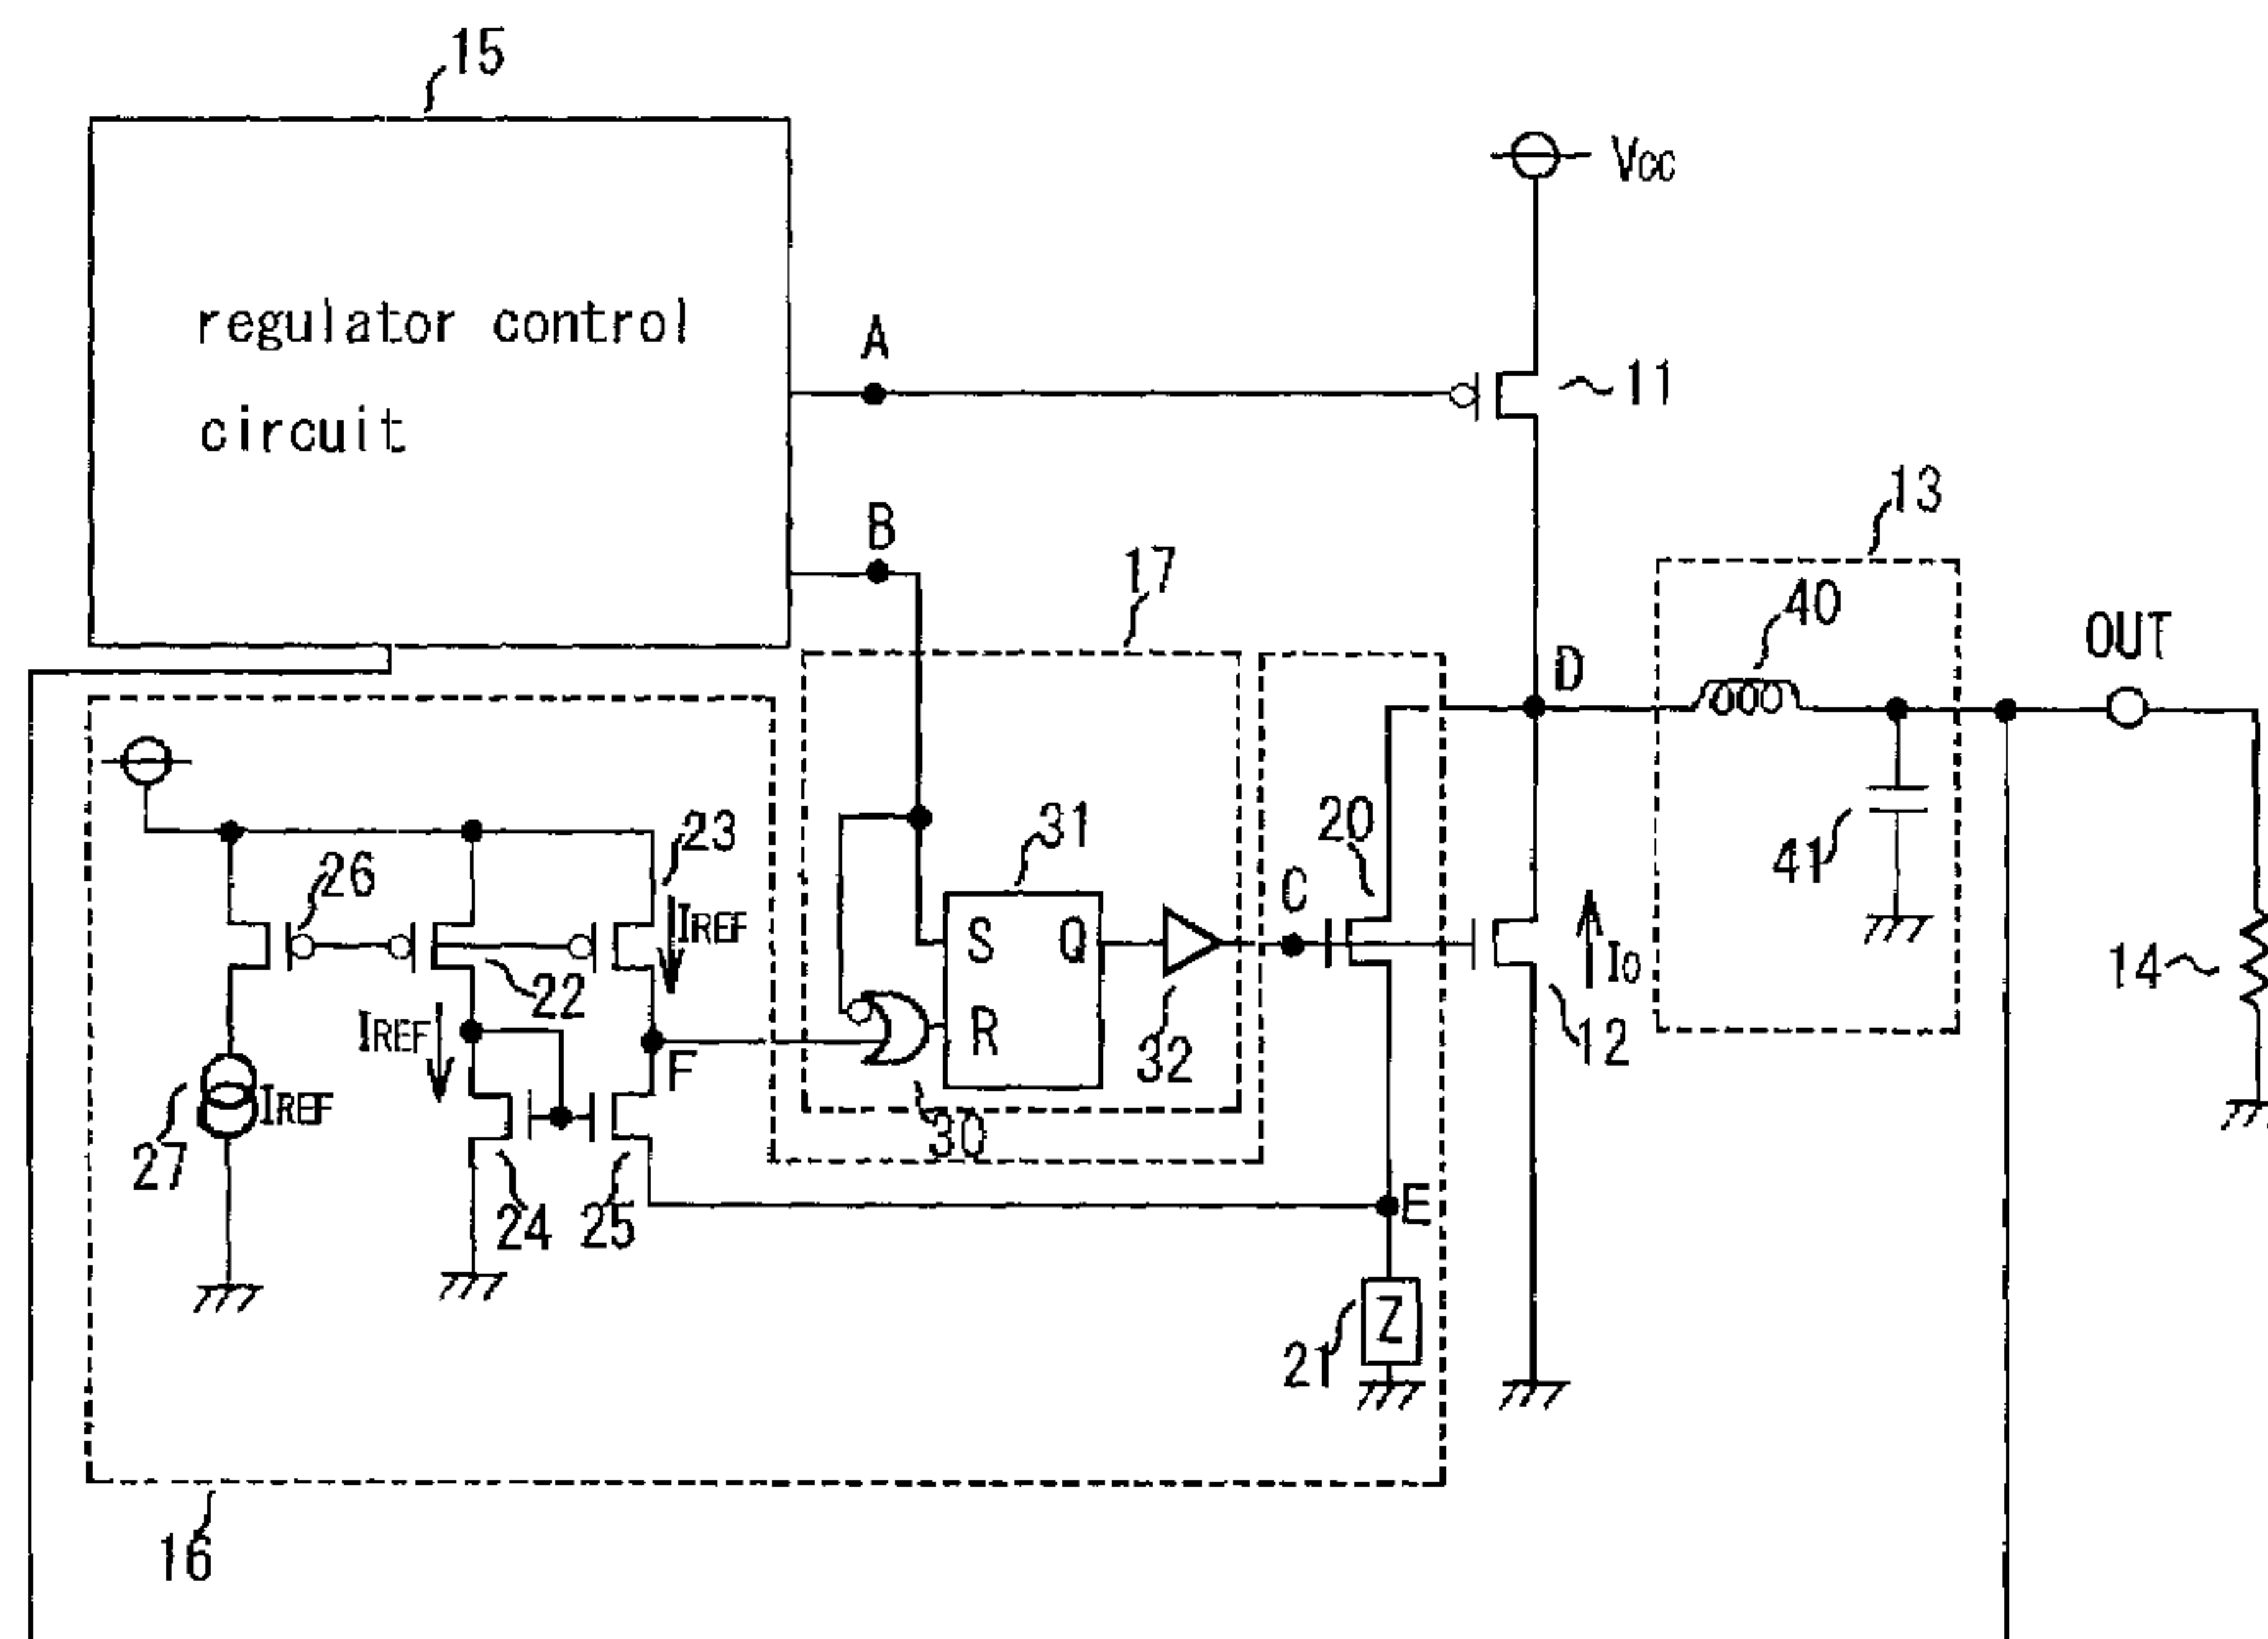 15
Vcc
regulator control
circuit
A
11
B
13
17
40
OUT
D
20
23
26
31
C
41
IREF
S
Q
22
IO
14
IREF
F
R
32
12
IREF
30
27
24
25
E
Z
21
16